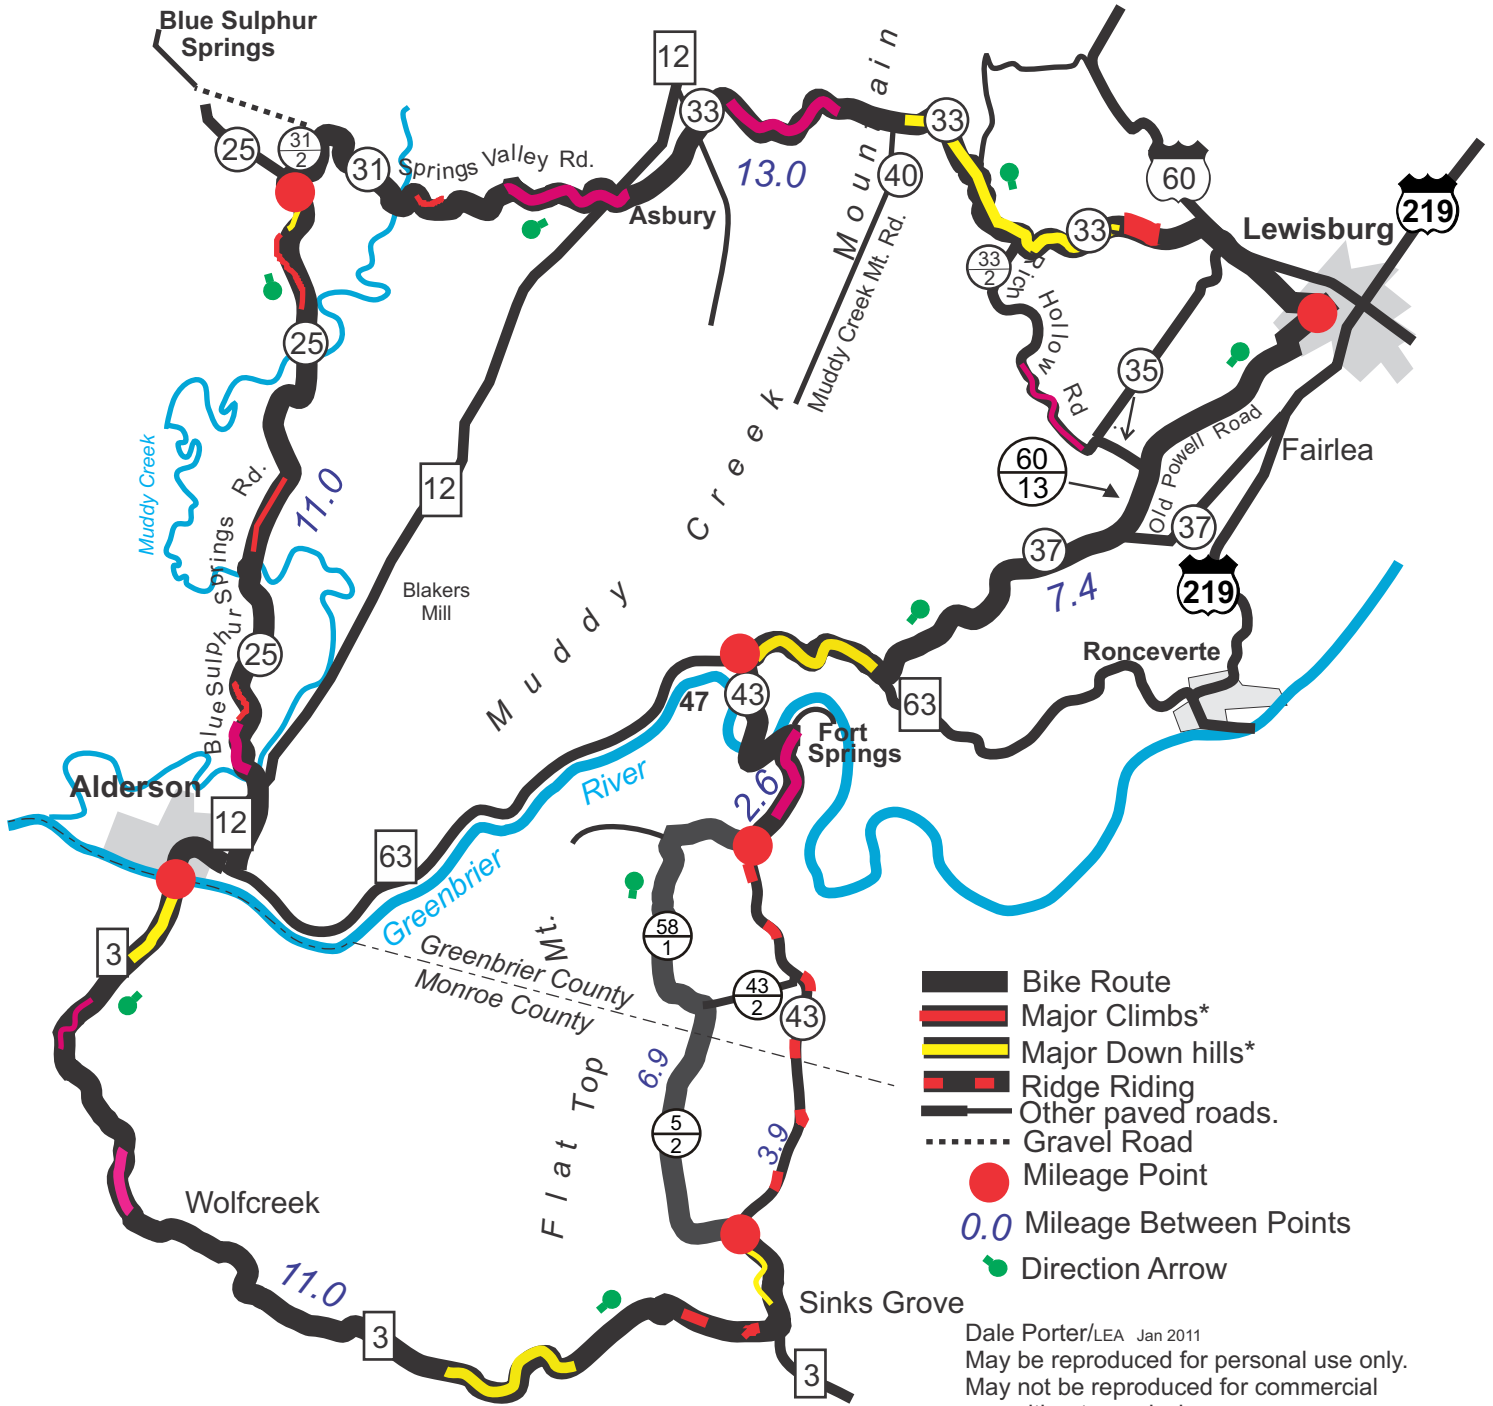 Blue Sulphur
Springs
12
33
33
25
31
2
31
Springs Valley Rd.
13.0
40
60
219
Asbury
Mountain
Muddy Creek Mt. Rd.
33
Lewisburg
33
2
Rich Hollow Rd
25
35
Muddy Creek
11.0
12
Creek
60
13
Old Powell Road
Fairlea
37
37
7.4
219
Blakers
Mill
Blue Sulphur Springs Rd.
25
Muddy
Ronceverte
47
43
63
Fort
Springs
River
2.6
Alderson
12
63
Greenbrier
3
58
1
Mt.
Greenbrier County
Monroe County
43
2
43
6.9
Flat Top
5
2
3.9
Wolfcreek
11.0
3
Sinks Grove
3
Bike Route
Major Climbs*
Major Down hills*
Ridge Riding
Other paved roads.
Gravel Road
Mileage Point
0.0 Mileage Between Points
Direction Arrow
Dale Porter/LEA Jan 2011
May be reproduced for personal use only.
May not be reproduced for commercial